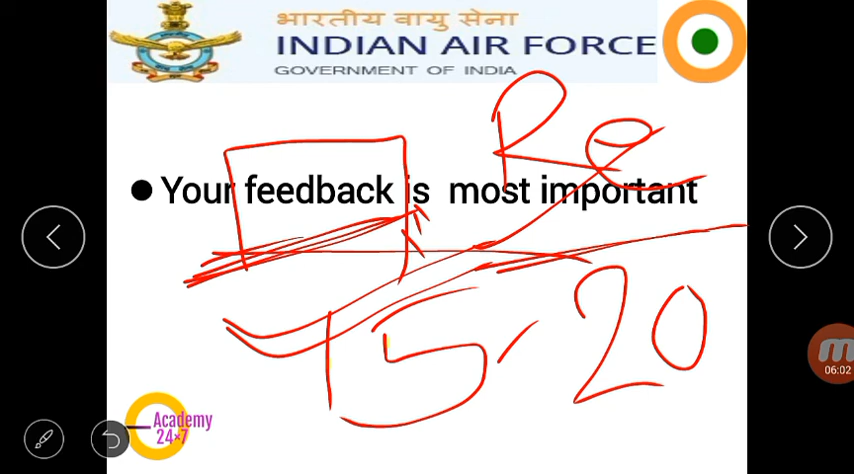 भारतीय वायु सेना
INDIAN AIR FORCE
GOVERNMENT OF INDIA
Re
● Your feedback is most important
15-20
Academy
24×7
06:02